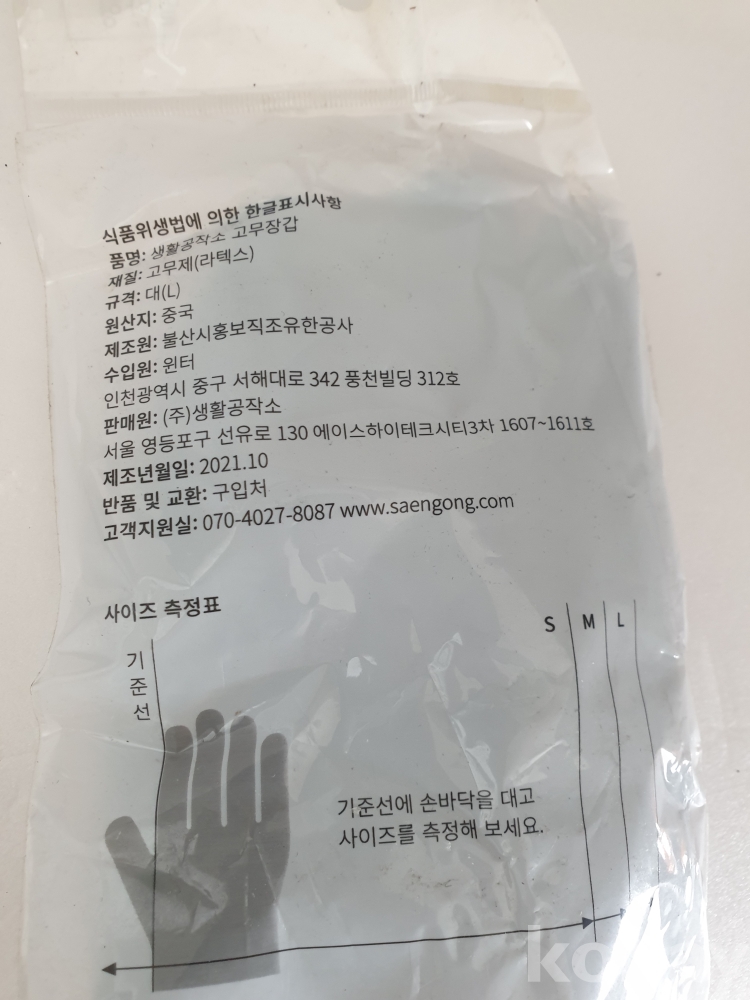 식품위생법에 의한 한글표시사항
품명: 생활공작소 고무장갑
재질: 고무제(라텍스)
규격: 대(L)
원산지: 중국
제조원: 불산시홍보직조유한공사
수입원: 윈터
인천광역시 중구 서해대로 342 풍천빌딩 312호
판매원: (주)생활공작소
서울 영등포구 선유로 130 에이스하이테크시티3차 1607~1611호
제조년월일: 2021.10
반품 및 교환: 구입처
고객지원실: 070-4027-8087 www.saengong.com
사이즈 측정표
S M L
기준선
기준선에 손바닥을 대고
사이즈를 측정해 보세요.